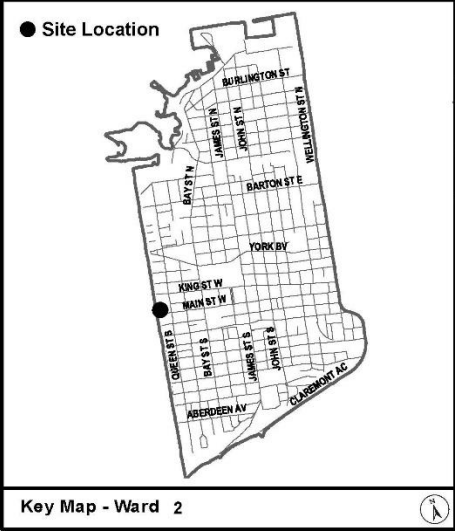 Site Location
BURLINGTON ST
JAMES ST N
JOHN ST N
WELLINGTON ST N
BAY ST N
BARTON ST E
YORK BV
KING ST W
MAIN ST W
QUEEN ST S
BAY ST S
JAMES ST S
JOHN ST S
CLAREMONT AC
ABERDEEN AV
Key Map - Ward 2
N